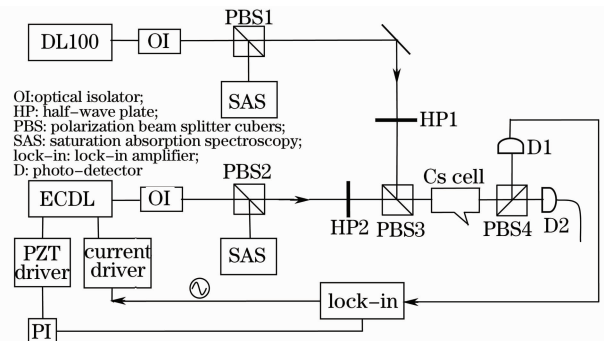 PBS1
DL100
OI
SAS
HP1
OI:optical isolator;
HP: half-wave plate;
PBS: polarization beam splitter cubers;
SAS: saturation absorption spectroscopy;
lock-in: lock-in amplifier;
D: photo-detector
D1
PBS2
Cs cell
ECDL
OI
D2
HP2
PBS3
PBS4
SAS
PZT
driver
current
driver
lock-in
PI